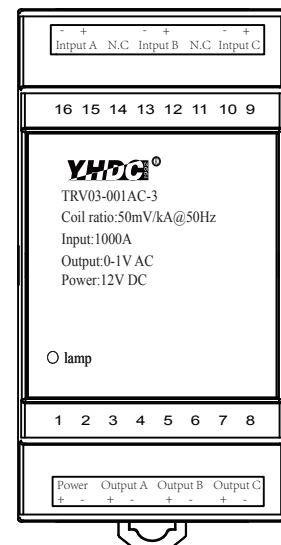 - + - + - +
Intput A N.C Intput B N.C Intput C
16 15 14 13 12 11 10 9
YHDC®
TRV03-001AC-3
Coil ratio:50mV/kA@50Hz
Input:1000A
Output:0-1V AC
Power:12V DC
lamp
1 2 3 4 5 6 7 8
Power Output A Output B Output C
+ - + - + - + -